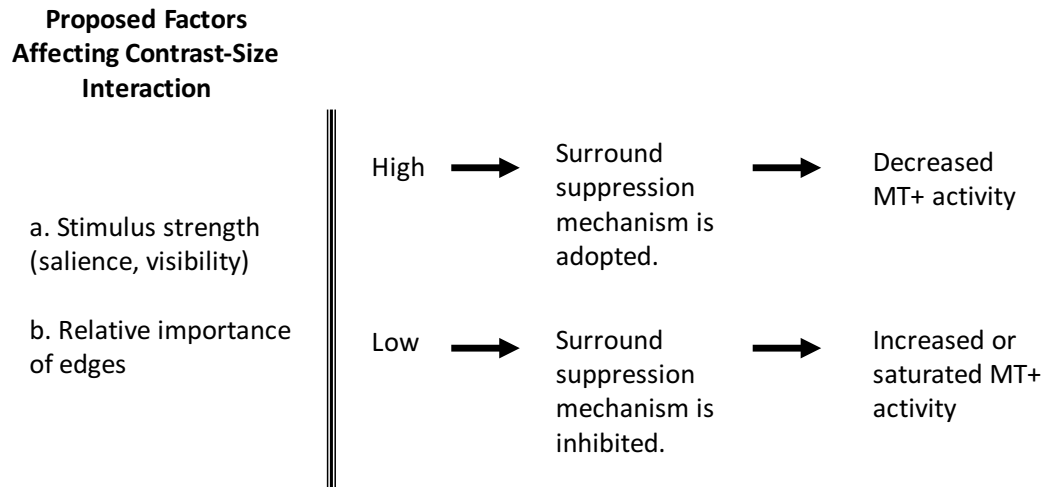 Proposed Factors
Affecting Contrast-Size
Interaction
a. Stimulus strength
(salience, visibility)
b. Relative importance
of edges
High
Surround
suppression
mechanism is
adopted.
Decreased
MT+ activity
Low
Surround
suppression
mechanism is
inhibited.
Increased or
saturated MT+
activity